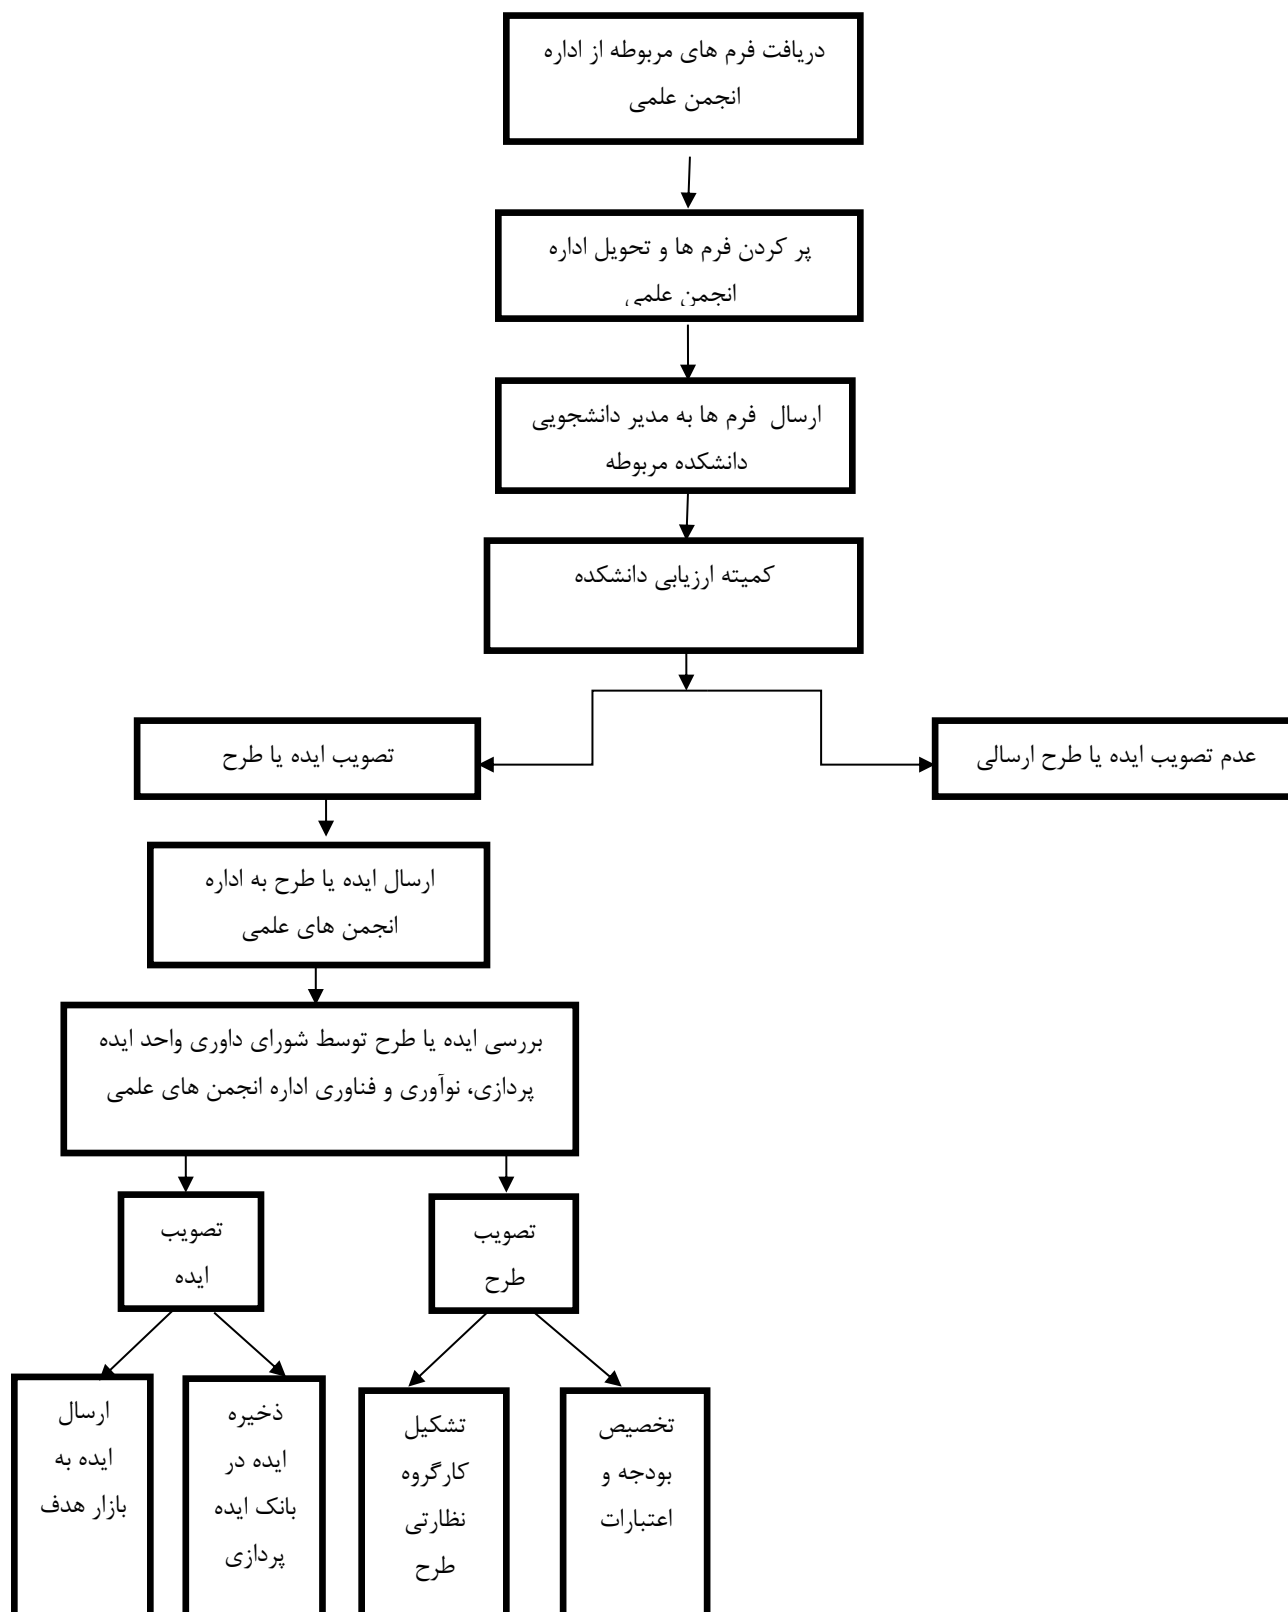 دریافت فرم های مربوطه از اداره
انجمن علمی
پر کردن فرم ها و تحویل اداره
انجمن علمی
ارسال فرم ها به مدیر دانشجویی
دانشکده مربوطه
کمیته ارزیابی دانشکده
عدم تصویب ایده یا طرح ارسالی
تصویب ایده یا طرح
ارسال ایده یا طرح به اداره
انجمن های علمی
بررسی ایده یا طرح توسط شورای داوری واحد ایده
پردازی، نوآوری و فناوری اداره انجمن های علمی
تصویب
طرح
تصویب
ایده
تخصیص
بودجه و
اعتبارات
تشکیل
کارگروه
نظارتی
طرح
ذخیره
ایده در
بانک ایده
پردازی
ارسال
ایده به
بازار هدف